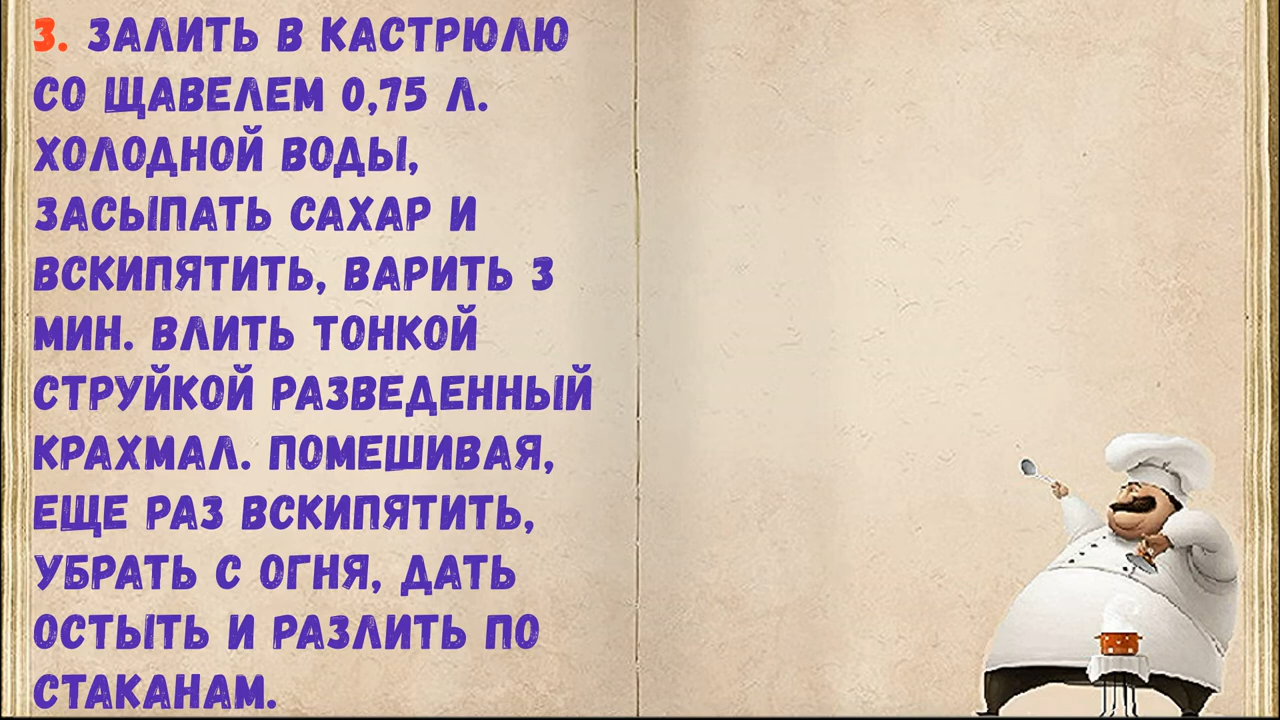 3. ЗАЛИТЬ В КАСТРЮЛЮ
СО ЩАВЕЛЕМ 0,75 Л.
ХОЛОДНОЙ ВОДЫ,
ЗАСЫПАТЬ САХАР И
ВСКИПЯТИТЬ, ВАРИТЬ 3
МИН. ВЛИТЬ ТОНКОЙ
СТРУЙКОЙ РАЗВЕДЕННЫЙ
КРАХМАЛ. ПОМЕШИВАЯ,
ЕЩЕ РАЗ ВСКИПЯТИТЬ,
УБРАТЬ С ОГНЯ, ДАТЬ
ОСТЫТЬ И РАЗЛИТЬ ПО
СТАКАНАМ.